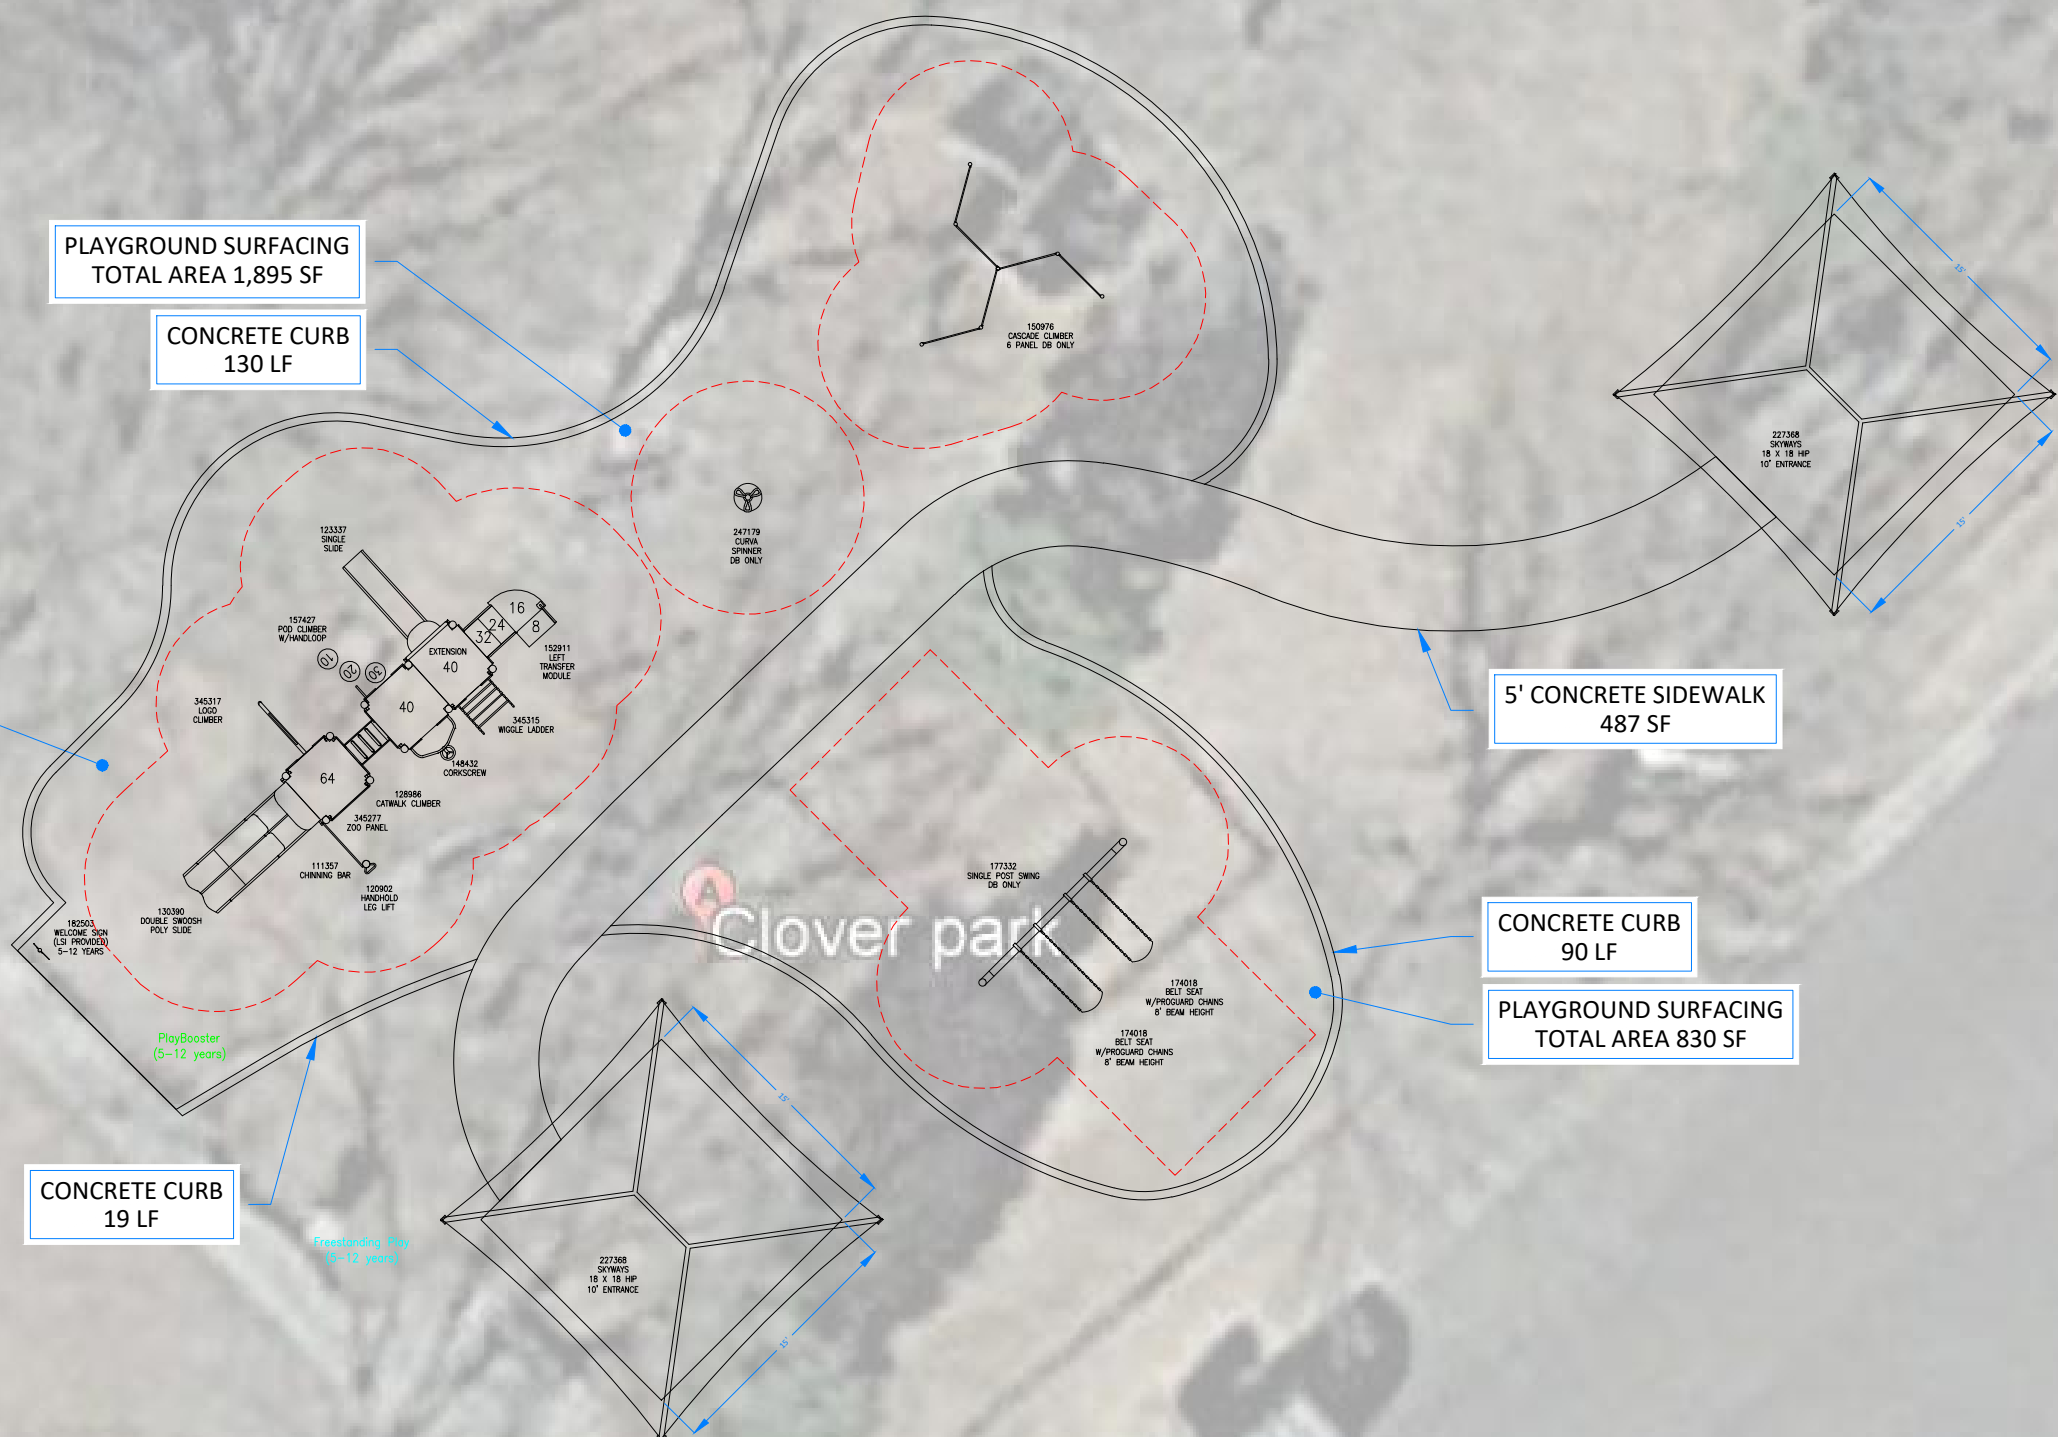 PLAYGROUND SURFACING
TOTAL AREA 1,895 SF
CONCRETE CURB
130 LF
150976
CASCADE CLIMBER
6 PANEL DB ONLY
15'
227368
SKYWAYS
18 X 18 HIP
10' ENTRANCE
15'
247179
CURVA
SPINNER
DB ONLY
123337
SINGLE
SLIDE
157427
POD CLIMBER
W/HANDLOOP
10
20
30
EXTENSION
40
40
32
24
16
8
152911
LEFT
TRANSFER
MODULE
345315
WIGGLE LADDER
345317
LOGO
CLIMBER
148432
CORKSCREW
64
128986
CATWALK CLIMBER
345277
ZOO PANEL
111357
CHINNING BAR
120902
HANDHOLD
LEG LIFT
130390
DOUBLE SWOOSH
POLY SLIDE
182503
WELCOME SIGN
(LSI PROVIDED)
5-12 YEARS
5' CONCRETE SIDEWALK
487 SF
177332
SINGLE POST SWING
DB ONLY
A
Clover park
174018
BELT SEAT
W/PROGUARD CHAINS
8' BEAM HEIGHT
174018
BELT SEAT
W/PROGUARD CHAINS
8' BEAM HEIGHT
CONCRETE CURB
90 LF
PLAYGROUND SURFACING
TOTAL AREA 830 SF
PlayBooster
(5-12 years)
CONCRETE CURB
19 LF
Freestanding Play
(5-12 years)
15'
227368
SKYWAYS
18 X 18 HIP
10' ENTRANCE
15'